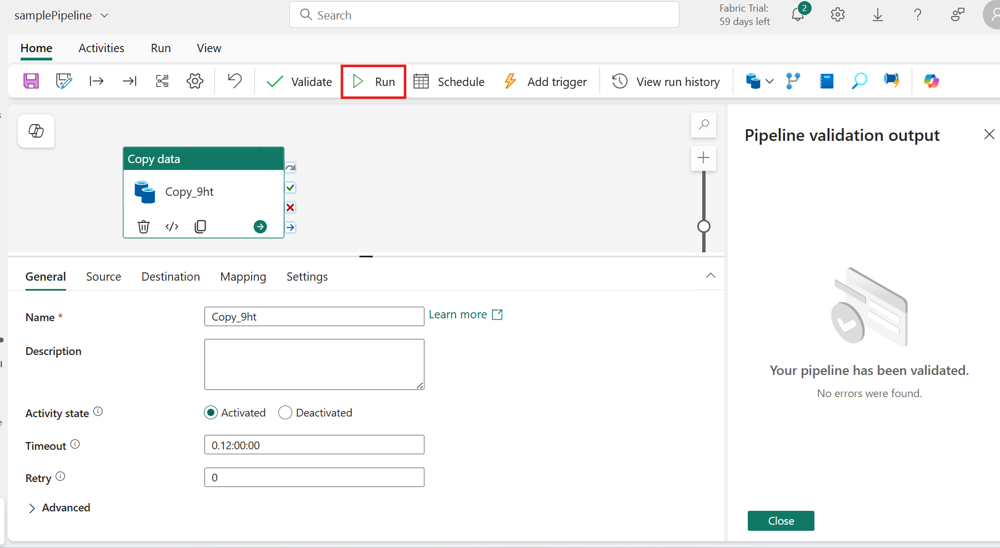 samplePipeline
Search
Fabric Trial:
59 days left
2
Home
Activities
Run
View
Validate
Run
Schedule
Add trigger
View run history
Pipeline validation output
Copy data
Copy_9ht
General
Source
Destination
Mapping
Settings
Name *
Copy_9ht
Learn more
Description
Your pipeline has been validated.
No errors were found.
Activity state
Activated
Deactivated
Timeout
0.12:00:00
Retry
0
Advanced
Close